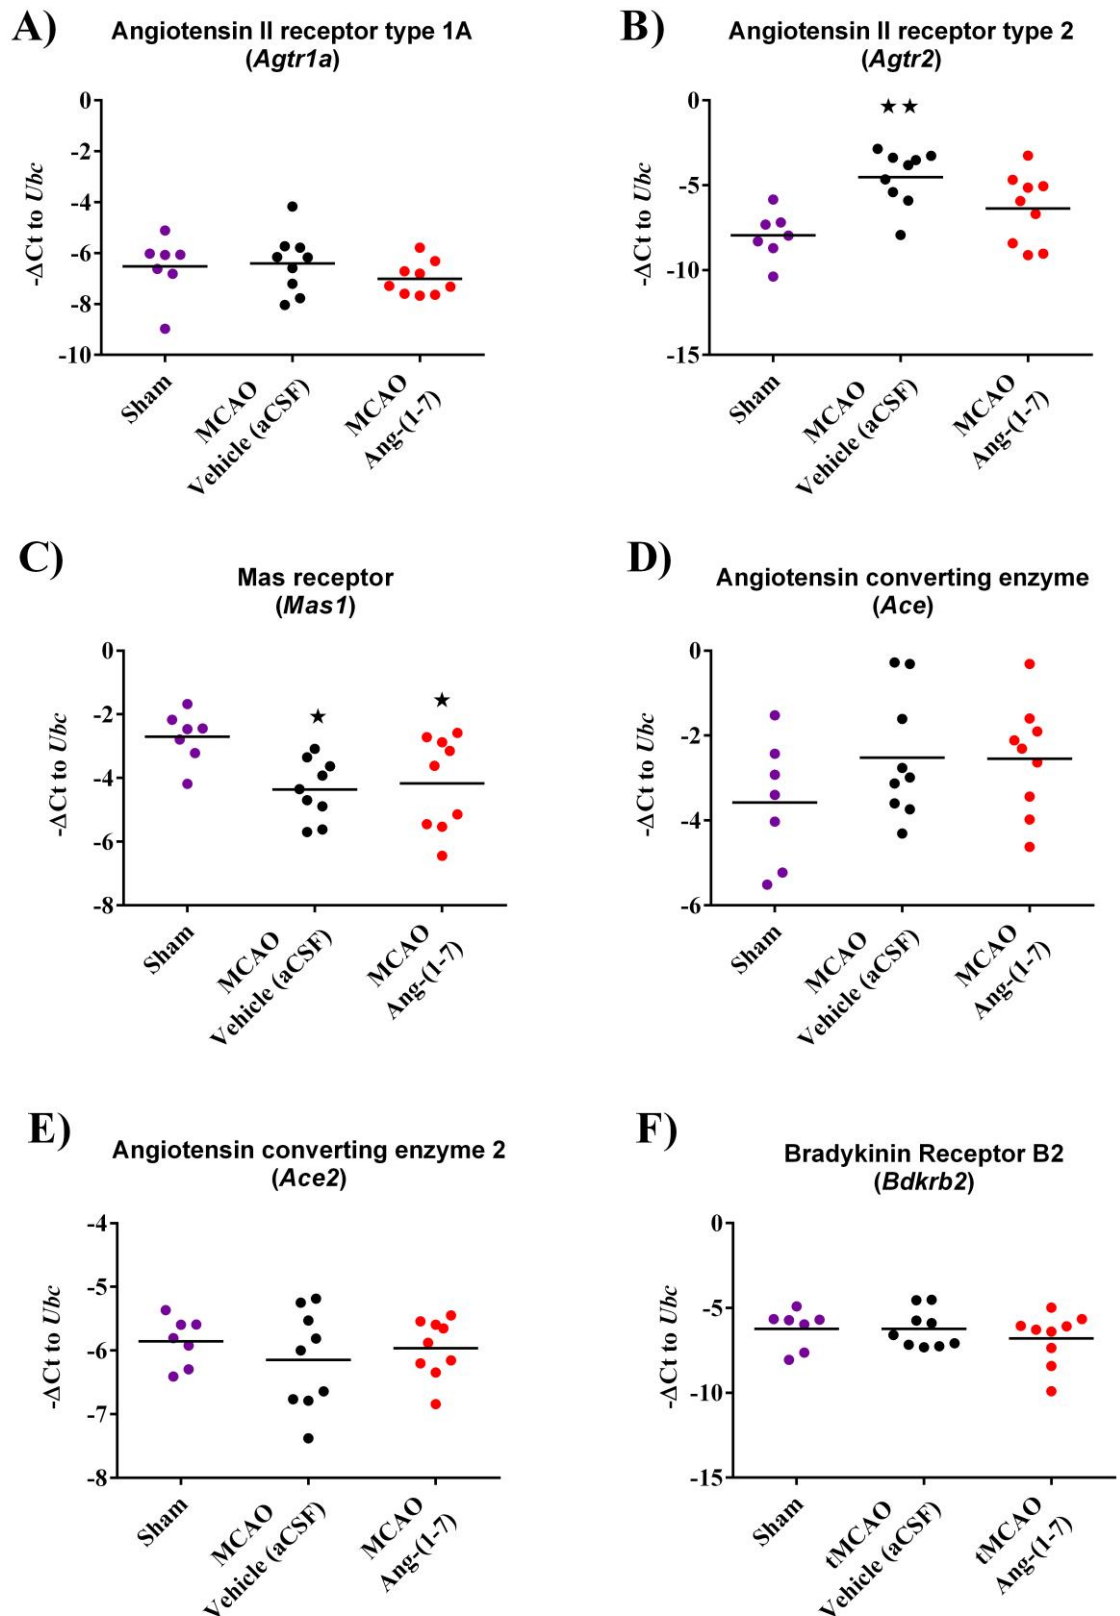 A)
Angiotensin II receptor type 1A
(Agtr1a)
-ΔCt to Ubc
0
-2
-4
-6
-8
-10
Sham
MCAO
Vehicle (aCSF)
MCAO
Ang-(1-7)
B)
Angiotensin II receptor type 2
(Agtr2)
-ΔCt to Ubc
0
-5
-10
-15
★★
Sham
MCAO
Vehicle (aCSF)
MCAO
Ang-(1-7)
C)
Mas receptor
(Mas1)
-ΔCt to Ubc
0
-2
-4
-6
-8
★
★
Sham
MCAO
Vehicle (aCSF)
MCAO
Ang-(1-7)
D)
Angiotensin converting enzyme
(Ace)
-ΔCt to Ubc
0
-2
-4
-6
Sham
MCAO
Vehicle (aCSF)
MCAO
Ang-(1-7)
E)
Angiotensin converting enzyme 2
(Ace2)
-ΔCt to Ubc
-4
-5
-6
-7
-8
Sham
MCAO
Vehicle (aCSF)
MCAO
Ang-(1-7)
F)
Bradykinin Receptor B2
(Bdkrb2)
-ΔCt to Ubc
0
-5
-10
-15
Sham
tMCAO
Vehicle (aCSF)
tMCAO
Ang-(1-7)